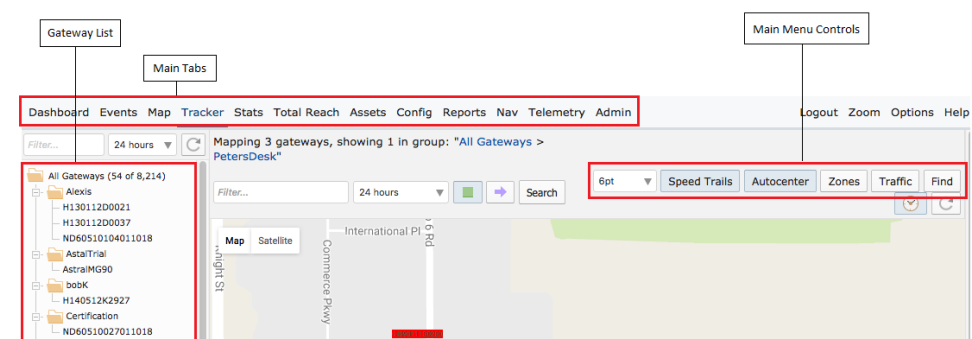 Gateway List
Main Menu Controls
Main Tabs
Dashboard Events Map Tracker Stats Total Reach Assets Config Reports Nav Telemetry Admin
Logout Zoom Options Help
Filter... 24 hours
Mapping 3 gateways, showing 1 in group: "All Gateways >
PetersDesk"
6pt Speed Trails Autocenter Zones Traffic Find
Filter... 24 hours Search
All Gateways (54 of 8,214)
Alexis
H130112D0021
H130112D0037
ND60510104011018
AstalTrial
AstralMG90
bobK
H140512K2927
Certification
ND60510027011018
Map Satellite
International Pl
6 Rd
Knight St
Commerce Pkwy